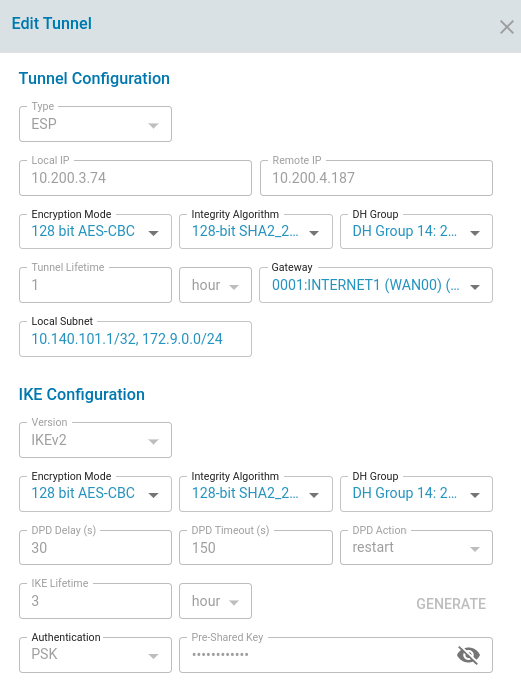 Edit Tunnel
Tunnel Configuration
Type
ESP
Local IP
Remote IP
10.200.3.74
10.200.4.187
Encryption Mode
Integrity Algorithm
DH Group
128 bit AES-CBC
128-bit SHA2_2...
DH Group 14: 2...
Tunnel Lifetime
Gateway
1
hour
0001:INTERNET1 (WAN00) (...
Local Subnet
10.140.101.1/32, 172.9.0.0/24
IKE Configuration
Version
IKEv2
Encryption Mode
Integrity Algorithm
DH Group
128 bit AES-CBC
128-bit SHA2_2...
DH Group 14: 2...
DPD Delay (s)
DPD Timeout (s)
DPD Action
30
150
restart
IKE Lifetime
3
hour
GENERATE
Authentication
Pre-Shared Key
PSK
••••••••••••